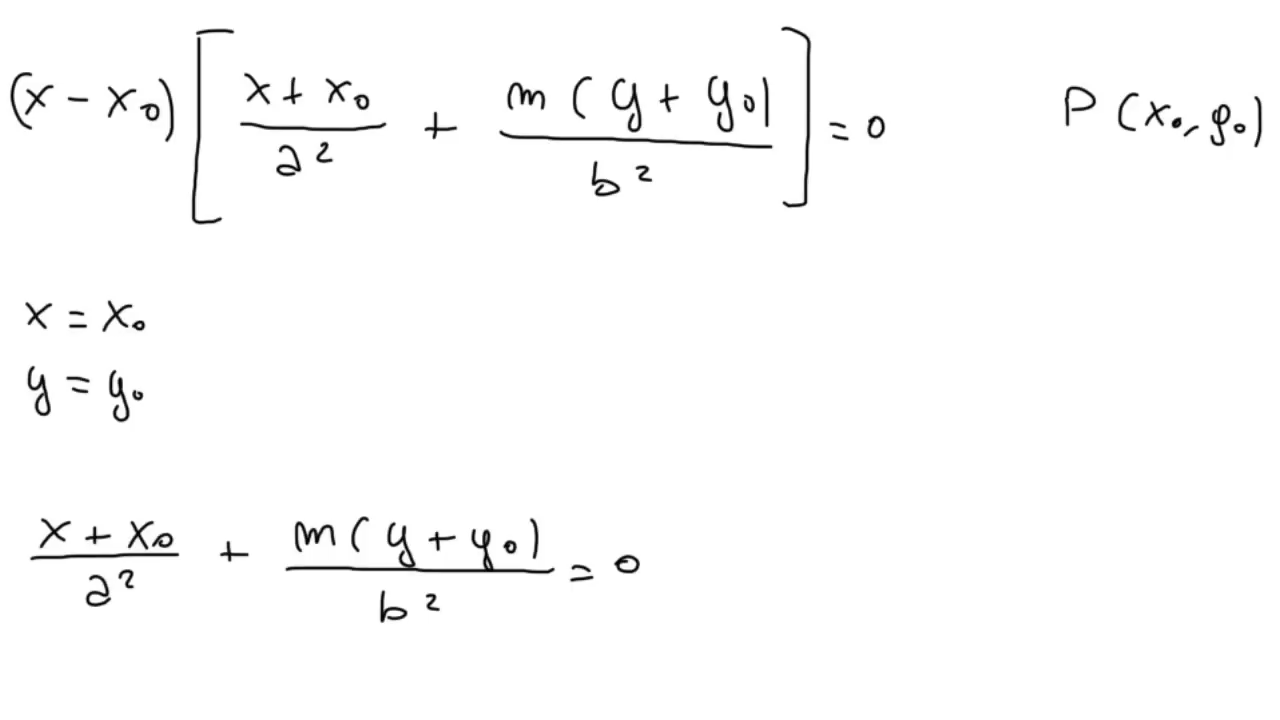 (x - x₀) [ (x + x₀)/a² + m(y + y₀)/b² ] = 0
P(x₀, y₀)
x = x₀
y = y₀
(x + x₀)/a² + m(y + y₀)/b² = 0